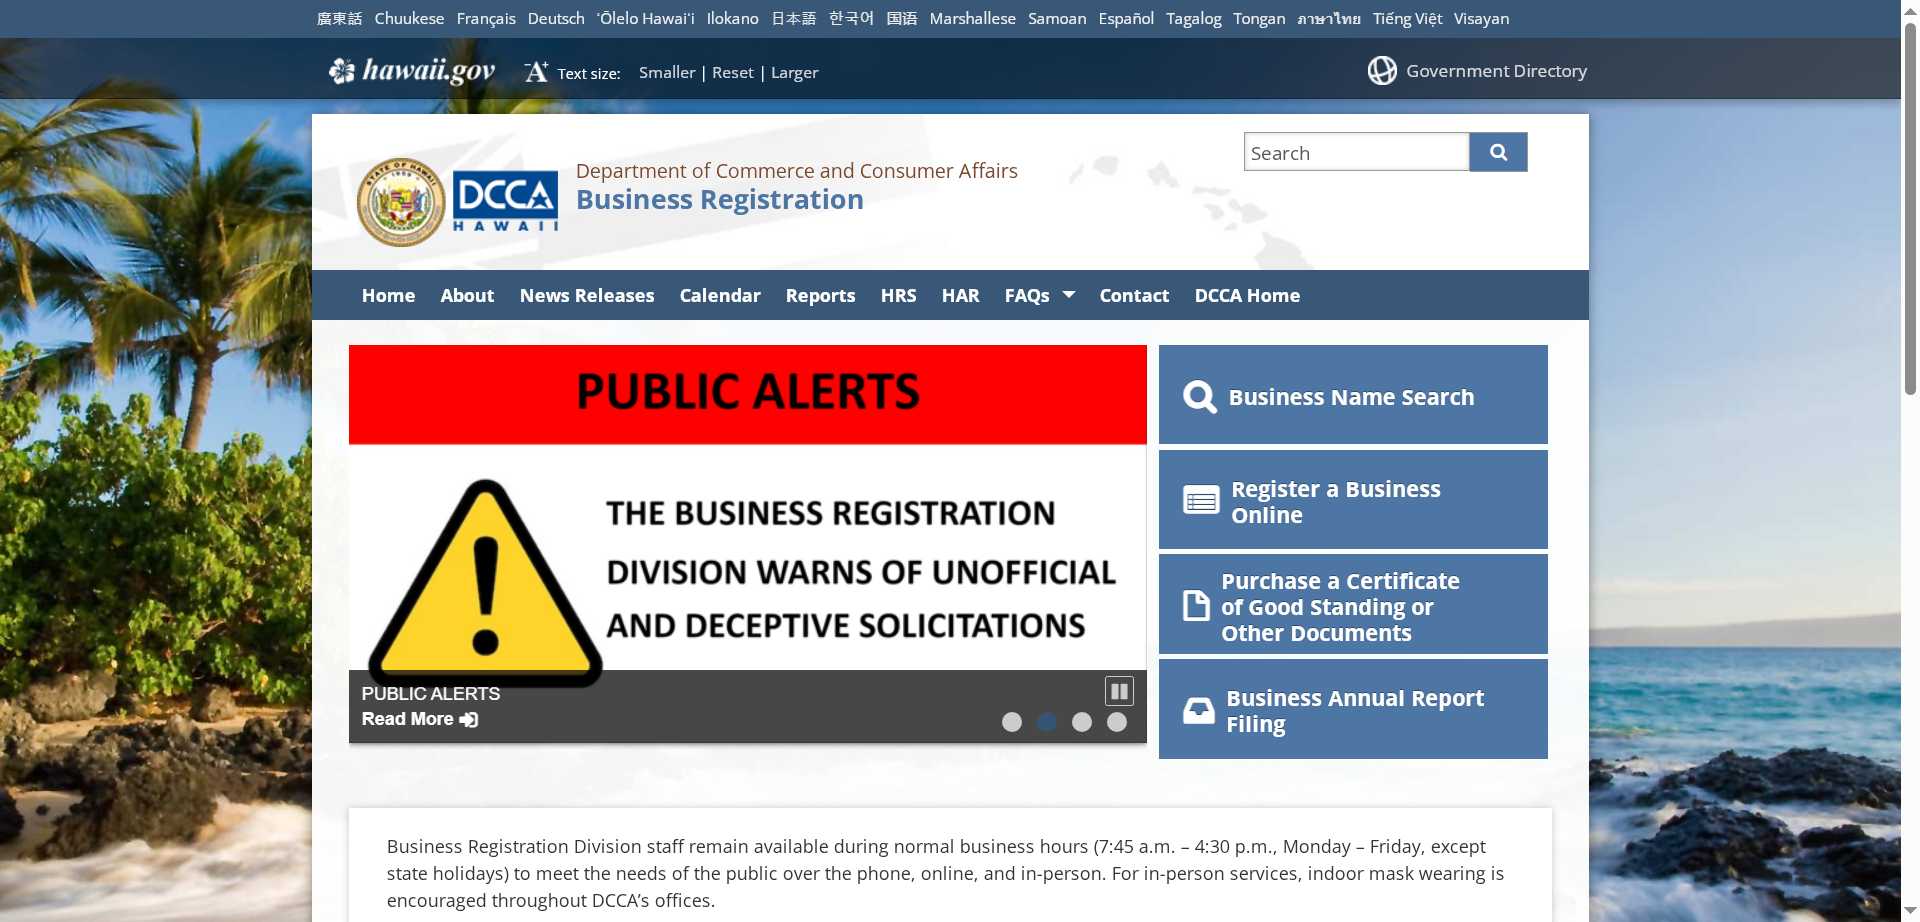 廣東話 Chuukese Français Deutsch ʻŌlelo Hawaiʻi Ilokano 日本語 한국어 国语 Marshallese Samoan Español Tagalog Tongan ภาษาไทย Tiếng Việt Visayan
hawaii.gov Text size: Smaller | Reset | Larger Government Directory
Search
Department of Commerce and Consumer Affairs
Business Registration
STATE OF HAWAII
1959
DCCA
HAWAII
Home About News Releases Calendar Reports HRS HAR FAQs Contact DCCA Home
PUBLIC ALERTS
THE BUSINESS REGISTRATION
DIVISION WARNS OF UNOFFICIAL
AND DECEPTIVE SOLICITATIONS
PUBLIC ALERTS
Read More
Business Name Search
Register a Business
Online
Purchase a Certificate
of Good Standing or
Other Documents
Business Annual Report
Filing
Business Registration Division staff remain available during normal business hours (7:45 a.m. – 4:30 p.m., Monday – Friday, except
state holidays) to meet the needs of the public over the phone, online, and in-person. For in-person services, indoor mask wearing is
encouraged throughout DCCA’s offices.